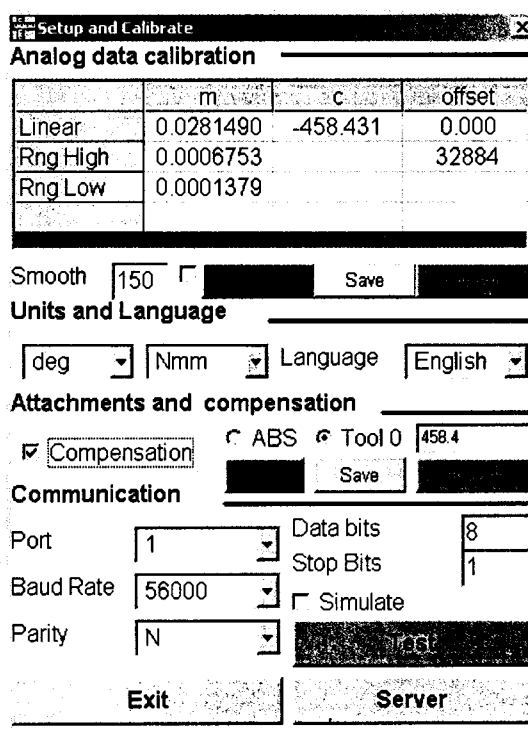 Setup and Calibrate
Analog data calibration
m c offset
Linear 0.0281490 -458.431 0.000
Rng High 0.0006753 32884
Rng Low 0.0001379
Smooth 150 Save
Units and Language
deg Nmm Language English
Attachments and compensation
Compensation ABS Tool 0 458.4
Save
Communication
Port 1 Data bits 8
Stop Bits 1
Baud Rate 56000
Simulate
Parity N Test
Exit Server